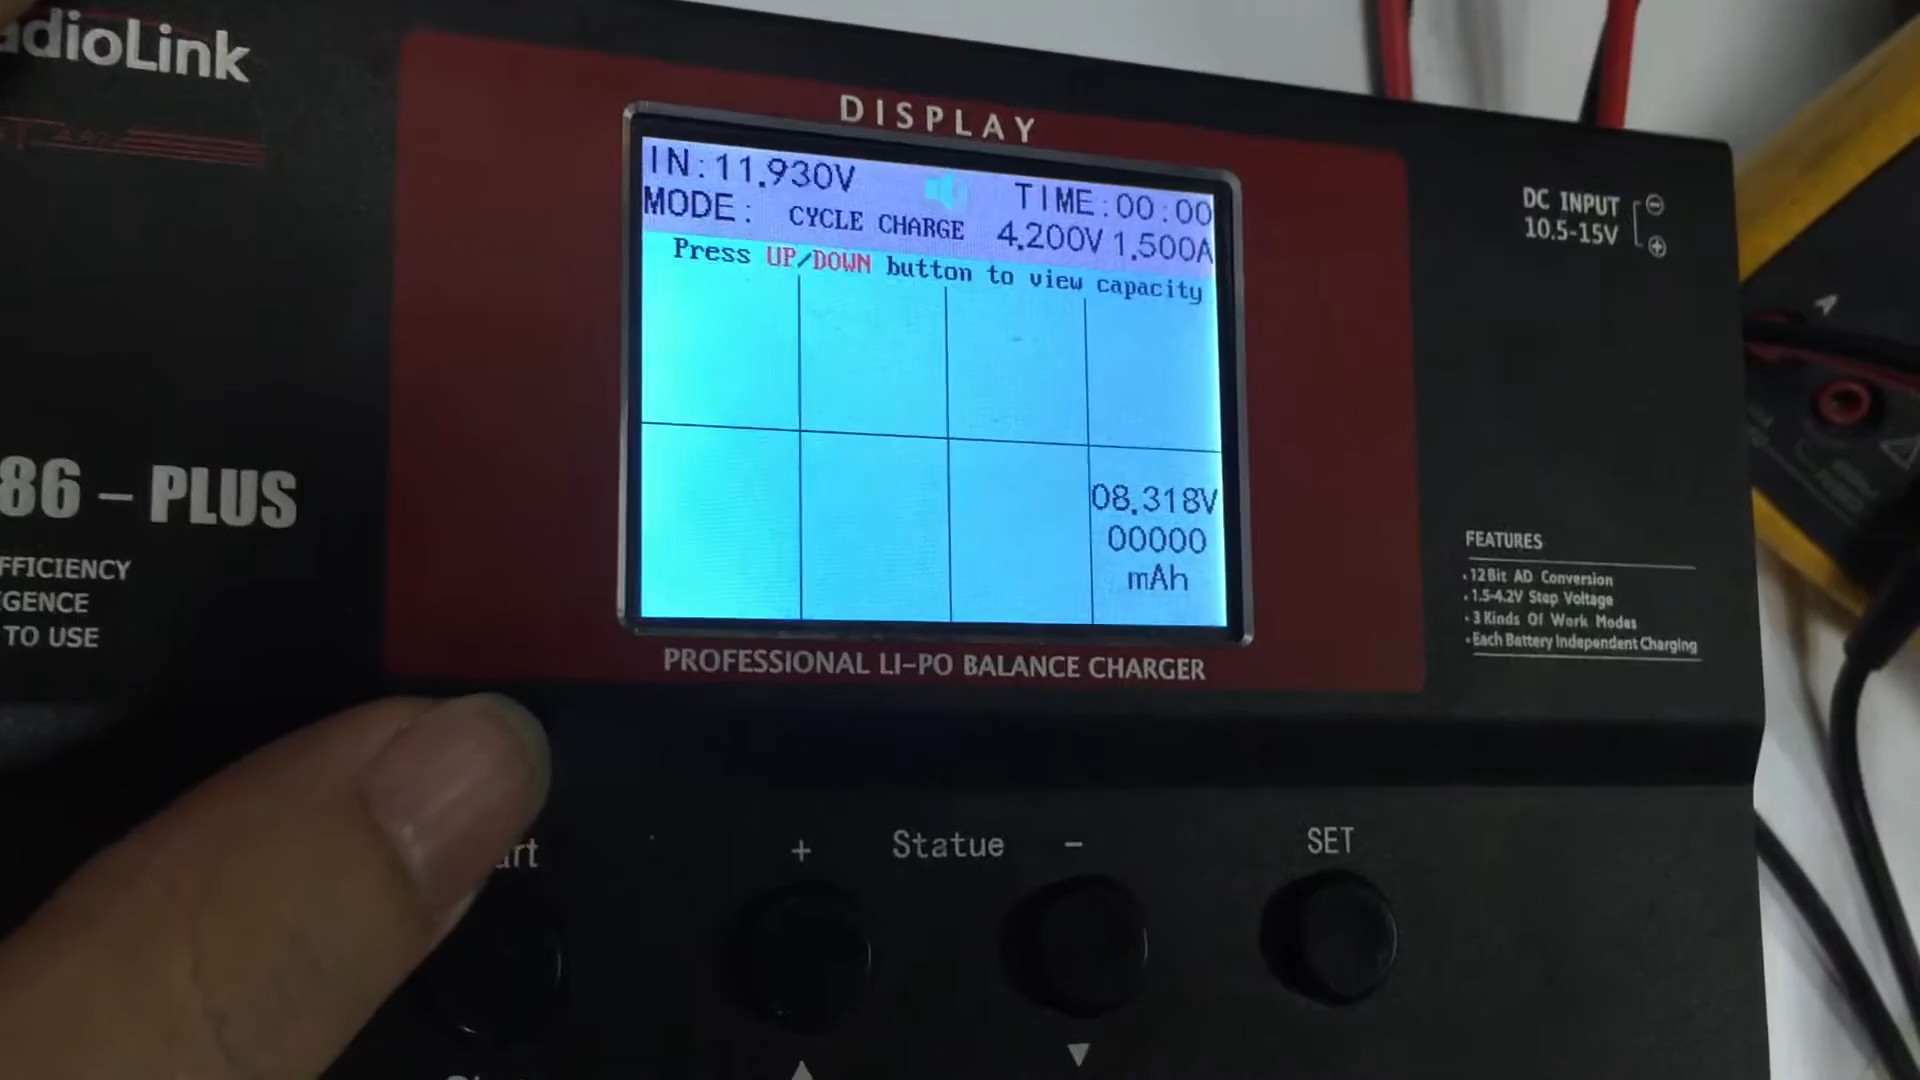 adioLink
DISPLAY
IN:11.930V
TIME:00:00
MODE: CYCLE CHARGE 4.200V 1.500A
Press UP/DOWN button to view capacity
08.318V
00000
mAh
DC INPUT
10.5-15V
86-PLUS
FFICIENCY
GENCE
TO USE
FEATURES
·12Bit AD Conversion
·1.5-4.2V Step Voltage
·3 Kinds Of Work Modes
·Each Battery Independent Charging
PROFESSIONAL LI-PO BALANCE CHARGER
art
+ Statue −
SET